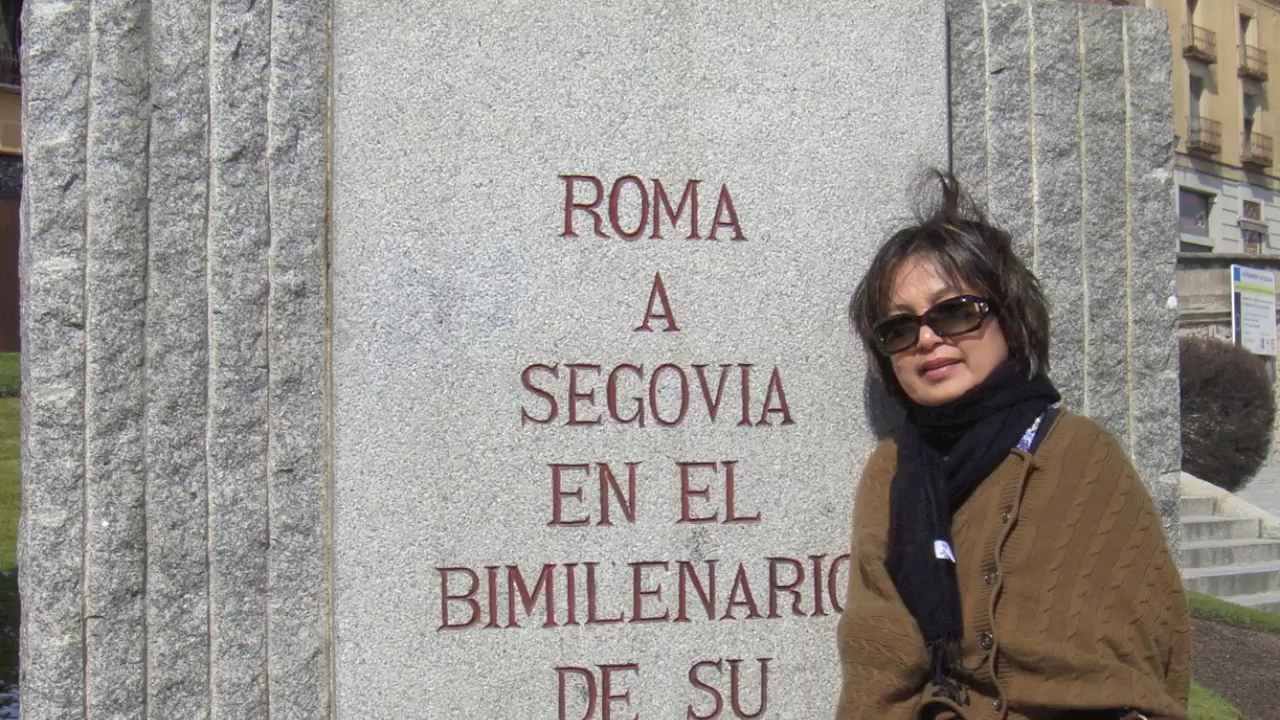 ROMA
A
SEGOVIA
EN EL
BIMILENARIO
DE SU